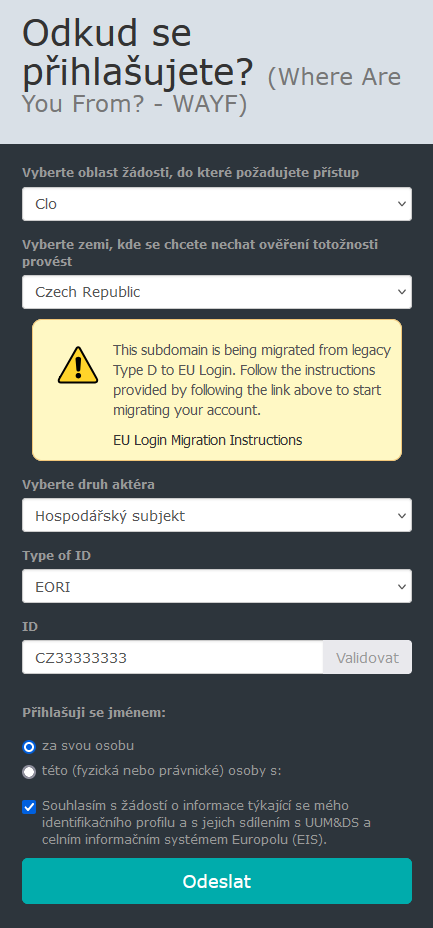 Odkud se
přihlašujete? (Where Are
You From? - WAYF)
Vyberte oblast žádosti, do které požadujete přístup
Clo
Vyberte zemi, kde se chcete nechat ověření totožnosti
provést
Czech Republic
This subdomain is being migrated from legacy
Type D to EU Login. Follow the instructions
provided by following the link above to start
migrating your account.
EU Login Migration Instructions
Vyberte druh aktéra
Hospodářský subjekt
Type of ID
EORI
ID
CZ33333333 Validovat
Přihlašuji se jménem:
za svou osobu
této (fyzická nebo právnické) osoby s:
Souhlasím s žádostí o informace týkající se mého
identifikačního profilu a s jejich sdílením s UUM&DS a
celním informačním systémem Europolu (EIS).
Odeslat